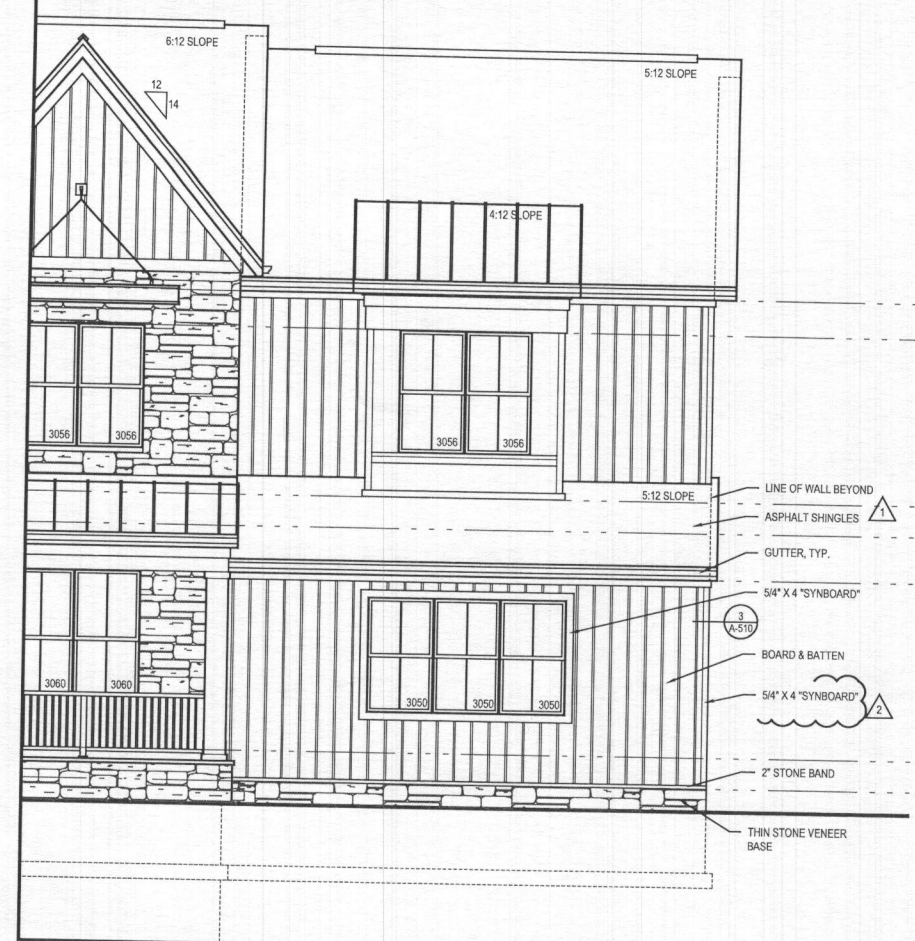 6:12 SLOPE
5:12 SLOPE
12
14
4:12 SLOPE
3056
3056
3056
3056
5:12 SLOPE
LINE OF WALL BEYOND
ASPHALT SHINGLES
1
GUTTER, TYP.
5/4" X 4 "SYNBOARD"
3
A-510
BOARD & BATTEN
3060
3060
3050
3050
3050
5/4" X 4 "SYNBOARD"
2
2" STONE BAND
THIN STONE VENEER
BASE